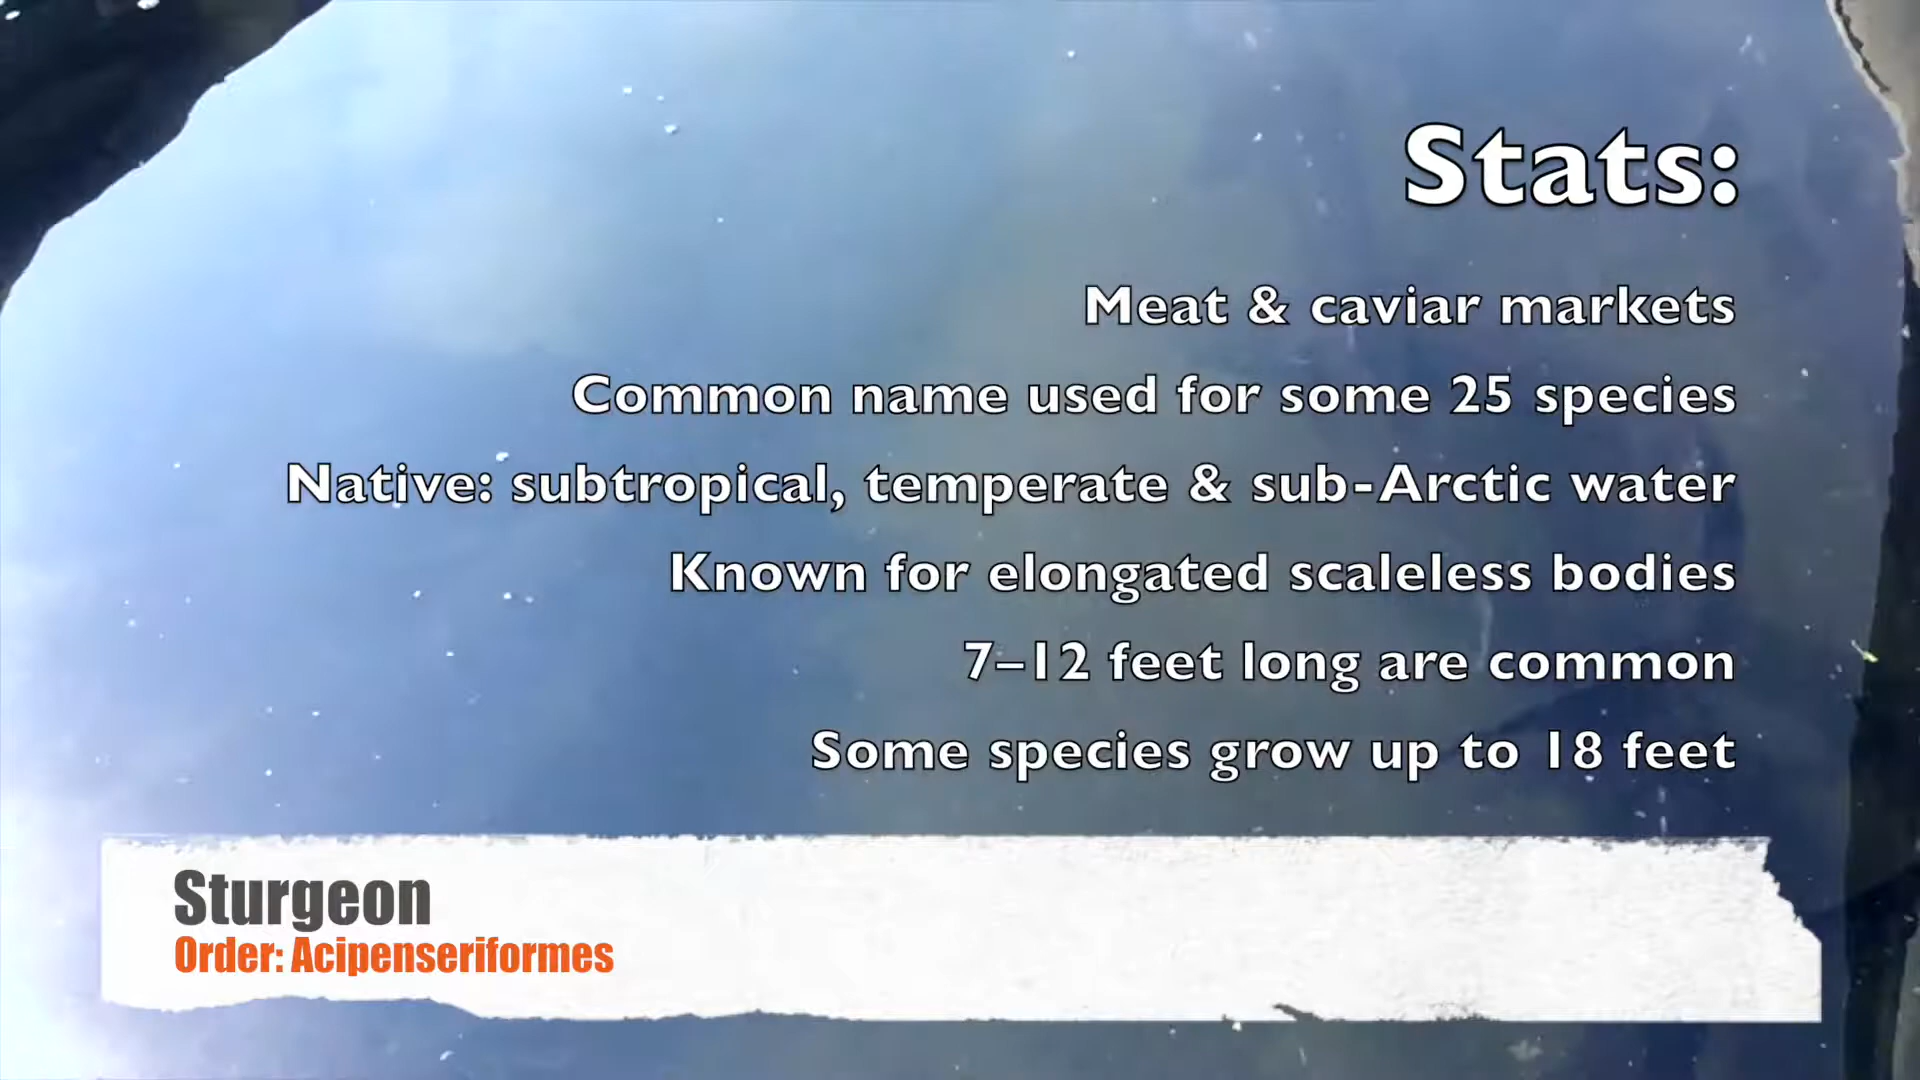 Stats:
Meat & caviar markets
Common name used for some 25 species
Native: subtropical, temperate & sub-Arctic water
Known for elongated scaleless bodies
7–12 feet long are common
Some species grow up to 18 feet
Sturgeon
Order: Acipenseriformes